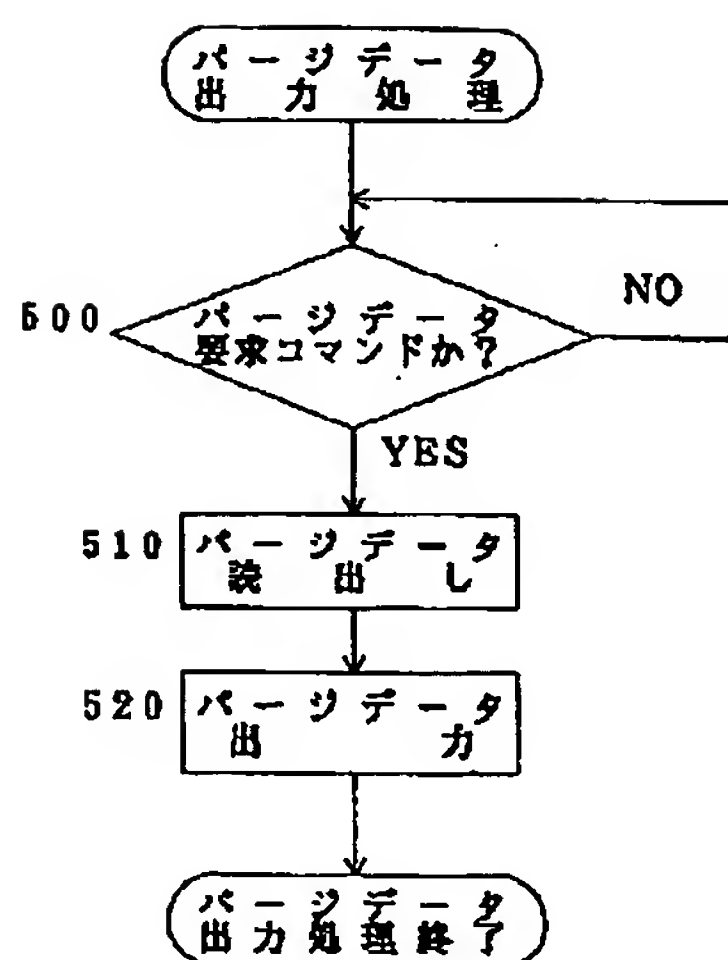 パージデータ
出力処理
500
パージデータ
要求コマンドか?
NO
YES
510
パージデータ
読出し
520
パージデータ
出力
パージデータ
出力処理終了